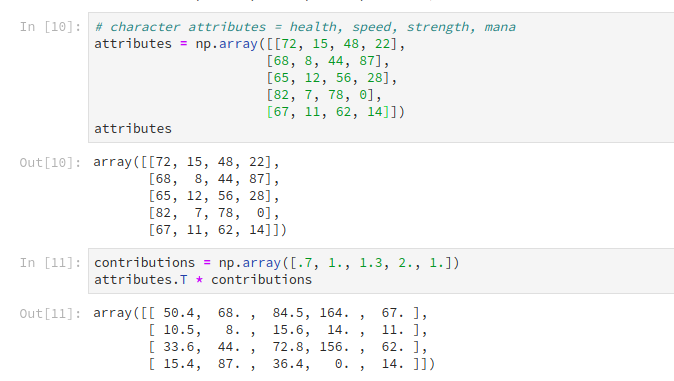 In [10]: # character attributes = health, speed, strength, mana
attributes = np.array([[72, 15, 48, 22],
[68, 8, 44, 87],
[65, 12, 56, 28],
[82, 7, 78, 0],
[67, 11, 62, 14]])
attributes
Out[10]: array([[72, 15, 48, 22],
[68,  8, 44, 87],
[65, 12, 56, 28],
[82,  7, 78,  0],
[67, 11, 62, 14]])
In [11]: contributions = np.array([.7, 1., 1.3, 2., 1.])
attributes.T * contributions
Out[11]: array([[ 50.4,  68. ,  84.5, 164. ,  67. ],
[ 10.5,   8. ,  15.6,  14. ,  11. ],
[ 33.6,  44. ,  72.8, 156. ,  62. ],
[ 15.4,  87. ,  36.4,   0. ,  14. ]])